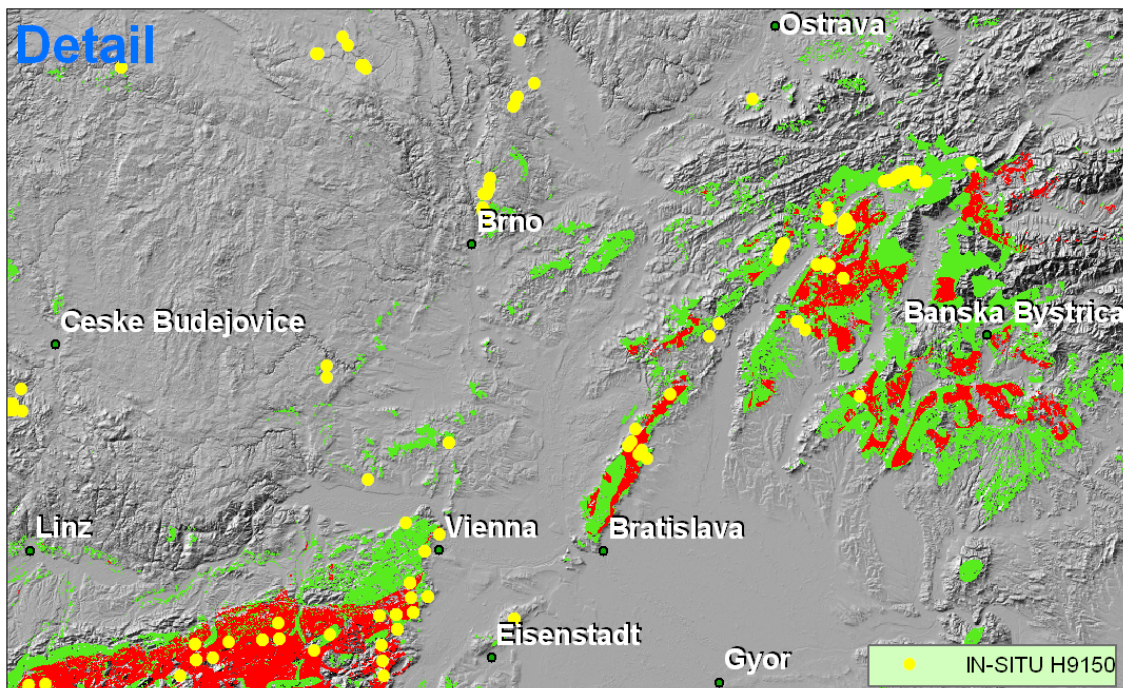 Detail
Ostrava
Brno
Ceske Budejovice
Banska Bystrica
Linz
Vienna
Bratislava
Eisenstadt
Gyor
IN-SITU H9150